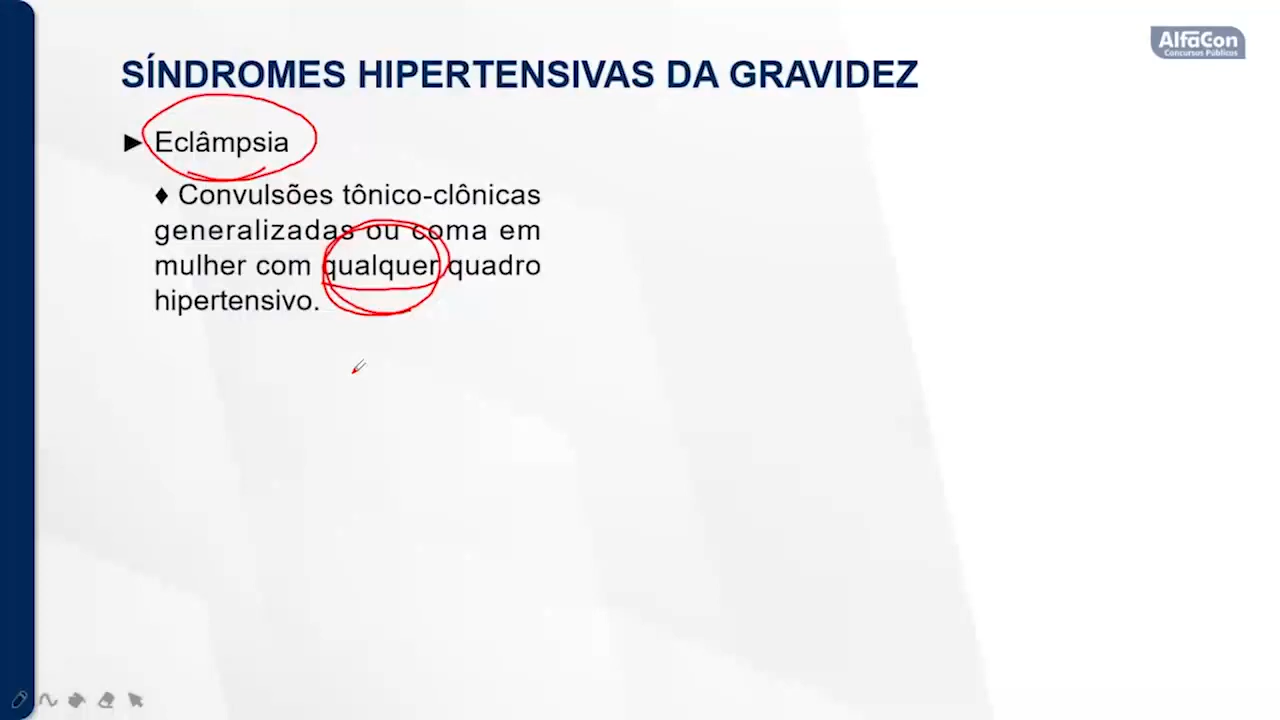 AlfaCon
Concursos Públicos
SÍNDROMES HIPERTENSIVAS DA GRAVIDEZ
► Eclâmpsia
♦ Convulsões tônico-clônicas
generalizadas ou coma em
mulher com qualquer quadro
hipertensivo.